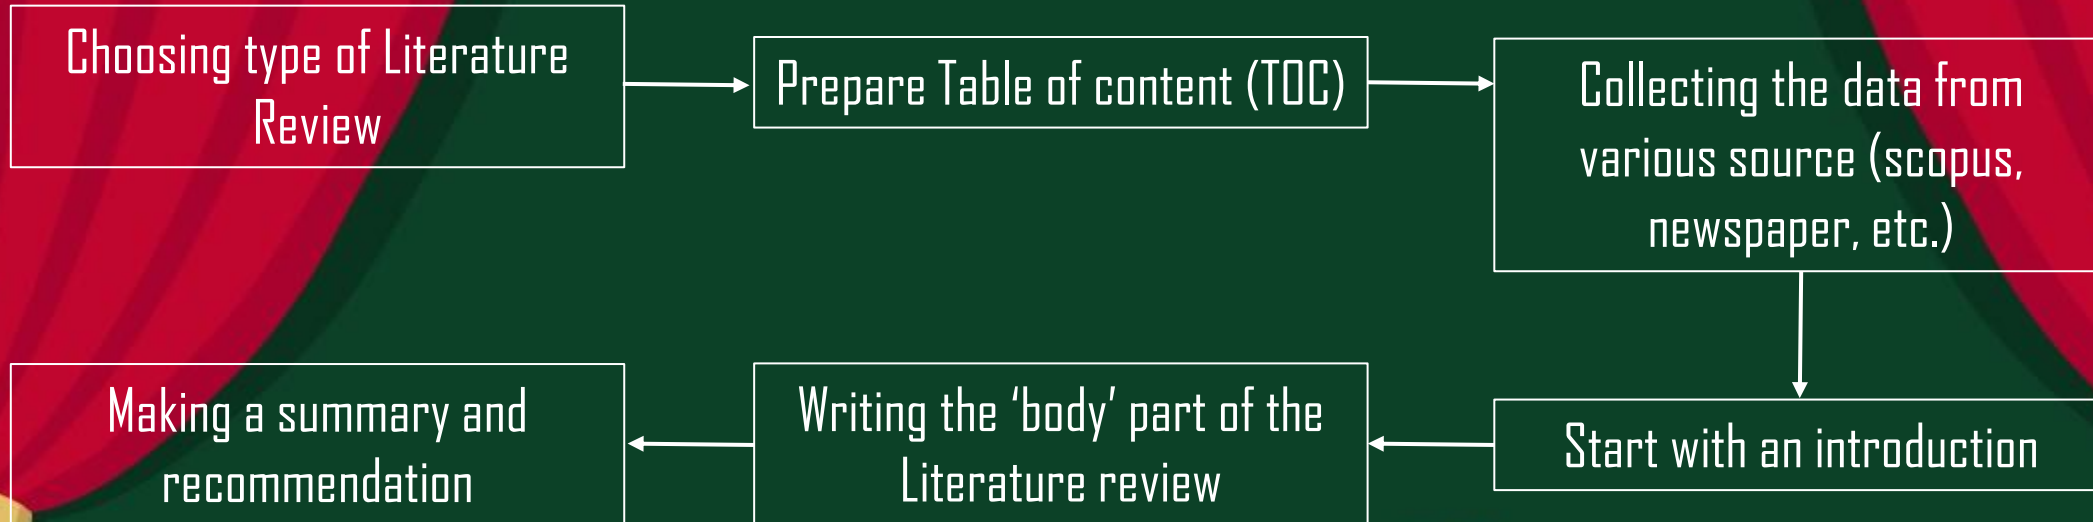 Choosing type of Literature
Review
Prepare Table of content (TOC)
Collecting the data from
various source (scopus,
newspaper, etc.)
Start with an introduction
Writing the ‘body’ part of the
Literature review
Making a summary and
recommendation